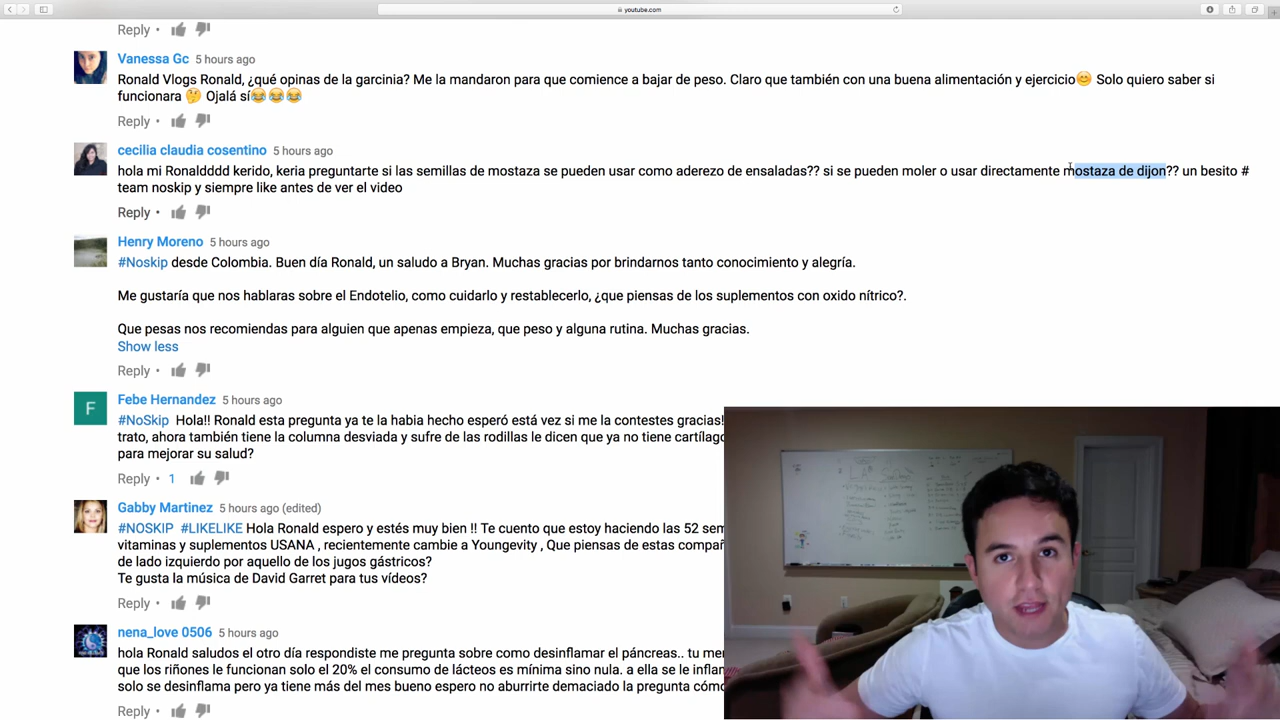 youtube.com
Reply •
Vanessa Gc 5 hours ago
Ronald Vlogs Ronald, ¿qué opinas de la garcinia? Me la mandaron para que comience a bajar de peso. Claro que también con una buena alimentación y ejercicio😊 Solo quiero saber si
funcionara 🤔 Ojalá sí😂😂😂
Reply •
cecilia claudia cosentino 5 hours ago
hola mi Ronaldddd kerido, keria preguntarte si las semillas de mostaza se pueden usar como aderezo de ensaladas?? si se pueden moler o usar directamente mostaza de dijon?? un besito #
team noskip y siempre like antes de ver el video
Reply •
Henry Moreno 5 hours ago
#Noskip desde Colombia. Buen día Ronald, un saludo a Bryan. Muchas gracias por brindarnos tanto conocimiento y alegría.
Me gustaría que nos hablaras sobre el Endotelio, como cuidarlo y restablecerlo, ¿que piensas de los suplementos con oxido nítrico?.
Que pesas nos recomiendas para alguien que apenas empieza, que peso y alguna rutina. Muchas gracias.
Show less
Reply •
F
Febe Hernandez 5 hours ago
#NoSkip Hola!! Ronald esta pregunta ya te la habia hecho esperó está vez si me la contestes gracias!
trato, ahora también tiene la columna desviada y sufre de las rodillas le dicen que ya no tiene cartílago
para mejorar su salud?
Reply • 1
Gabby Martinez 5 hours ago (edited)
#NOSKIP #LIKELIKE Hola Ronald espero y estés muy bien !! Te cuento que estoy haciendo las 52 sem
vitaminas y suplementos USANA , recientemente cambie a Youngevity , Que piensas de estas compañ
de lado izquierdo por aquello de los jugos gástricos?
Te gusta la música de David Garret para tus vídeos?
Reply •
nena_love 0506 5 hours ago
hola Ronald saludos el otro día respondiste me pregunta sobre como desinflamar el páncreas.. tu mer
que los riñones le funcionan solo el 20% el consumo de lácteos es mínima sino nula. a ella se le inflan
solo se desinflama pero ya tiene más del mes bueno espero no aburrirte demaciado la pregunta cómo
Reply •